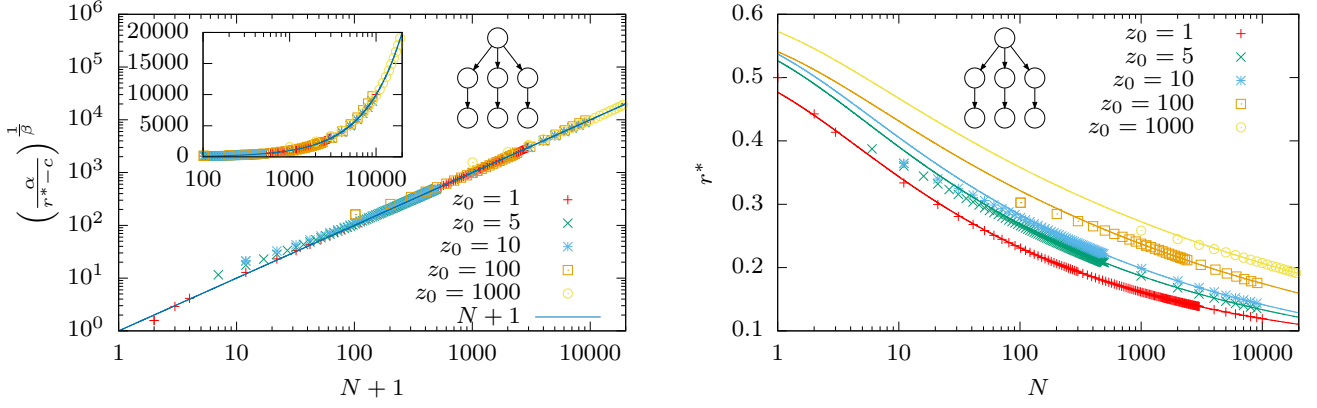 (α / (r* − c))^(1/β)
10^6
10^5
10^4
10^3
10^2
10^1
10^0
20000
15000
10000
5000
0
100
1000
10000
z_0 = 1
z_0 = 5
z_0 = 10
z_0 = 100
z_0 = 1000
N + 1
1
10
100
1000
10000
N + 1
r*
0.6
0.5
0.4
0.3
0.2
0.1
z_0 = 1
z_0 = 5
z_0 = 10
z_0 = 100
z_0 = 1000
1
10
100
1000
10000
N